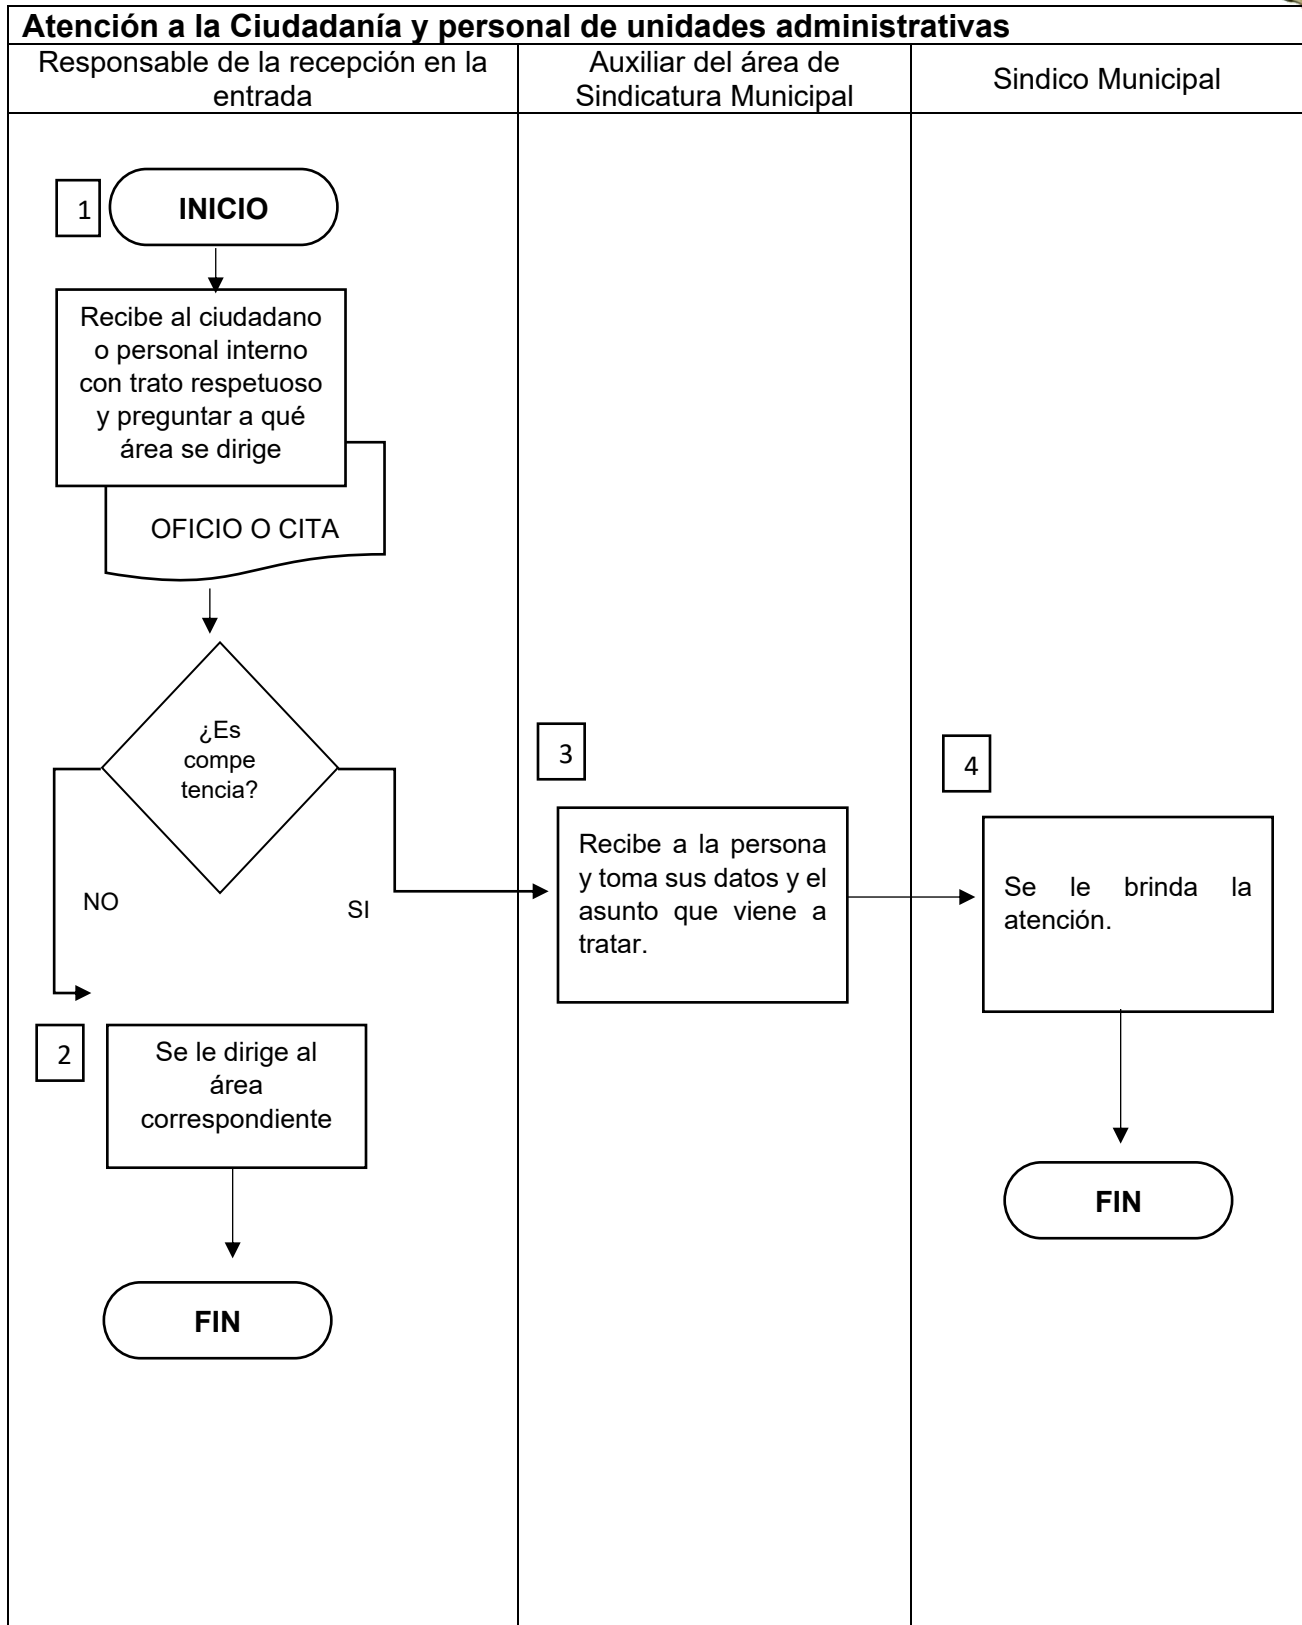 Atención a la Ciudadanía y personal de unidades administrativas
Responsable de la recepción en la
entrada
Auxiliar del área de
Sindicatura Municipal
Sindico Municipal
1
INICIO
Recibe al ciudadano
o personal interno
con trato respetuoso
y preguntar a qué
área se dirige
OFICIO O CITA
¿Es
compe
tencia?
NO
SI
2
Se le dirige al
área
correspondiente
FIN
3
Recibe a la persona
y toma sus datos y el
asunto que viene a
tratar.
4
Se le brinda la
atención.
FIN